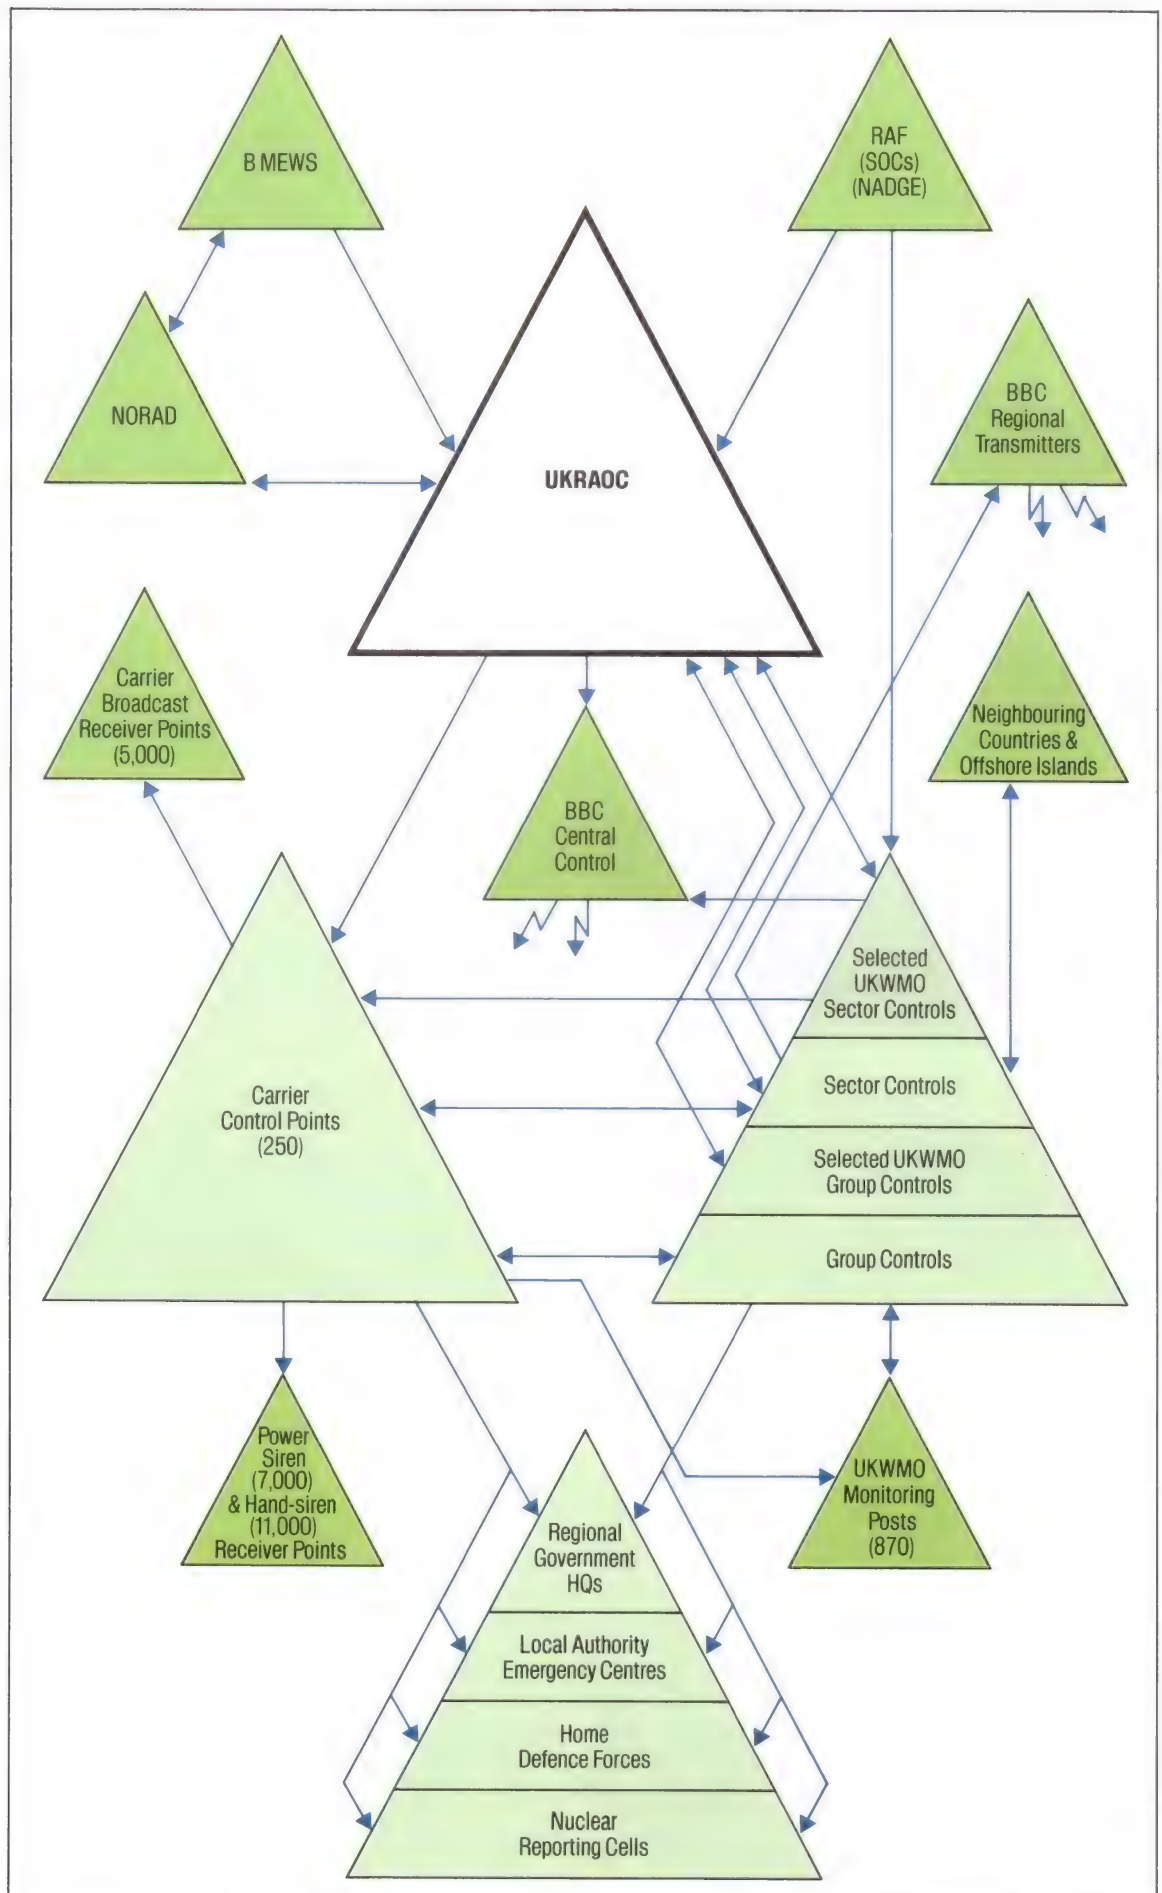 B MEWS
RAF
(SOCs)
(NADGE)
NORAD
UKRAOC
BBC
Regional
Transmitters
Carrier
Broadcast
Receiver Points
(5,000)
Neighbouring
Countries &
Offshore Islands
BBC
Central
Control
Selected
UKWMO
Sector Controls
Carrier
Control Points
(250)
Sector Controls
Selected UKWMO
Group Controls
Group Controls
Power
Siren
(7,000)
& Hand-siren
(11,000)
Receiver Points
UKWMO
Monitoring
Posts
(870)
Regional
Government
HQs
Local Authority
Emergency Centres
Home
Defence Forces
Nuclear
Reporting Cells